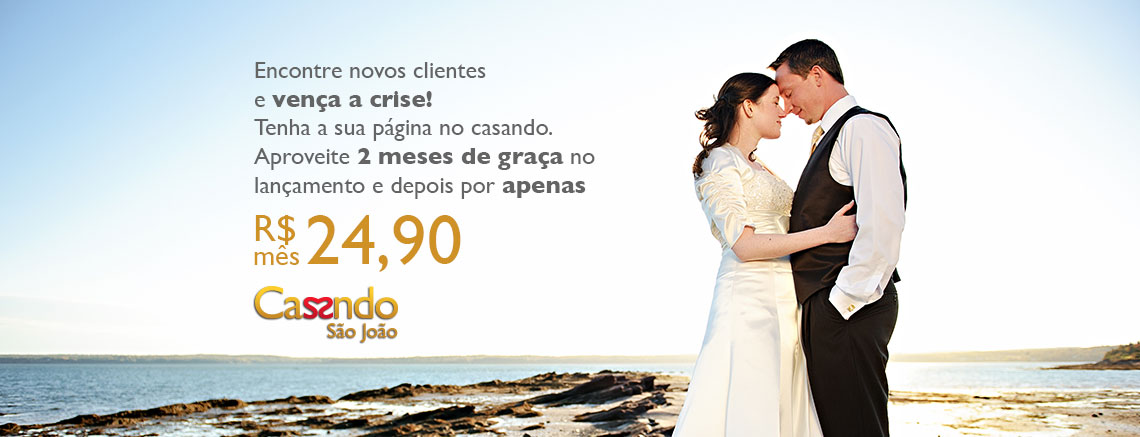 Encontre novos clientes
e vença a crise!
Tenha a sua página no casando.
Aproveite 2 meses de graça no
lançamento e depois por apenas
R$ mês 24,90
Casando
São João